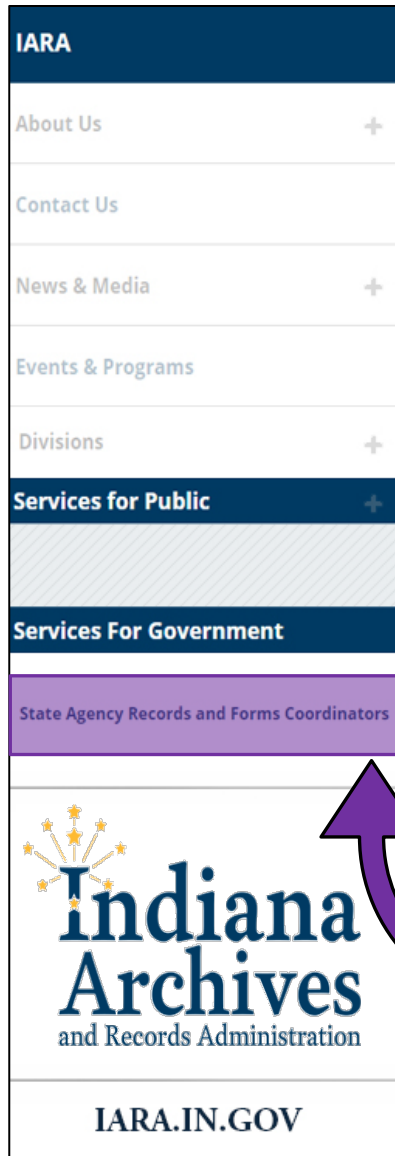 IARA
About Us
Contact Us
News & Media
Events & Programs
Divisions
Services for Public
Services For Government
State Agency Records and Forms Coordinators
Indiana
Archives
and Records Administration
IARA.IN.GOV